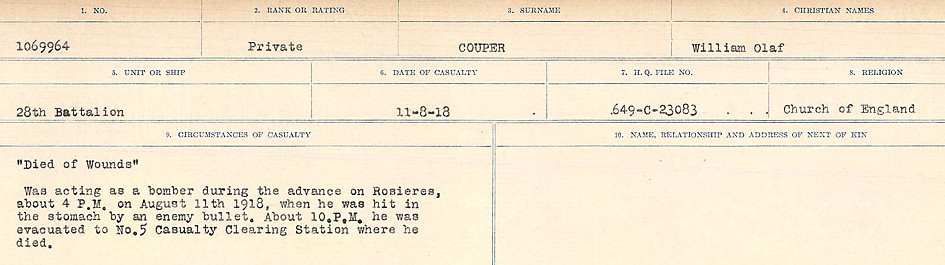 1. NO. 2. RANK OR RATING 3. SURNAME 4. CHRISTIAN NAMES
1069964 Private COUPER William Olaf
5. UNIT OR SHIP 6. DATE OF CASUALTY 7. H.Q. FILE NO. 8. RELIGION
28th Battalion 11-8-18 . 649-C-23083 . . . Church of England
9. CIRCUMSTANCES OF CASUALTY 10. NAME, RELATIONSHIP AND ADDRESS OF NEXT OF KIN
"Died of Wounds"
Was acting as a bomber during the advance on Rosieres,
about 4 P.M. on August 11th 1918, when he was hit in
the stomach by an enemy bullet. About 10.P.M. he was
evacuated to No.5 Casualty Clearing Station where he
died.